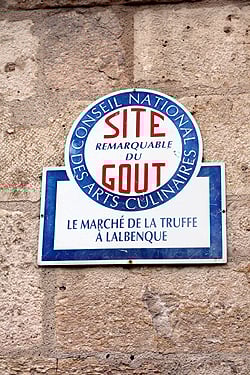 CONSEIL NATIONAL
DES ARTS CULINAIRES
SITE
REMARQUABLE
DU
GOUT
LE MARCHÉ DE LA TRUFFE
À LALBENQUE